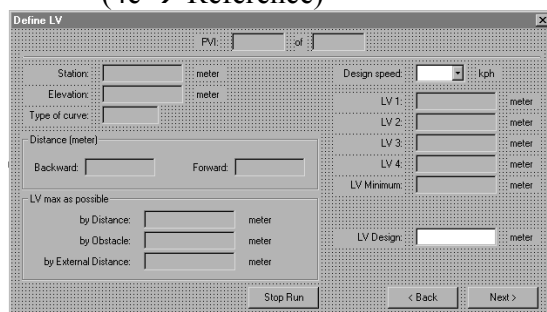 (4c → Reference)
Define LV
PVI: of
Station: meter
Elevation: meter
Type of curve:
Distance (meter)
Backward: Forward:
LV max as possible
by Distance: meter
by Obstacle: meter
by External Distance: meter
Design speed: kph
LV 1: meter
LV 2: meter
LV 3: meter
LV 4: meter
LV Minimum: meter
LV Design: meter
Stop Run < Back Next >